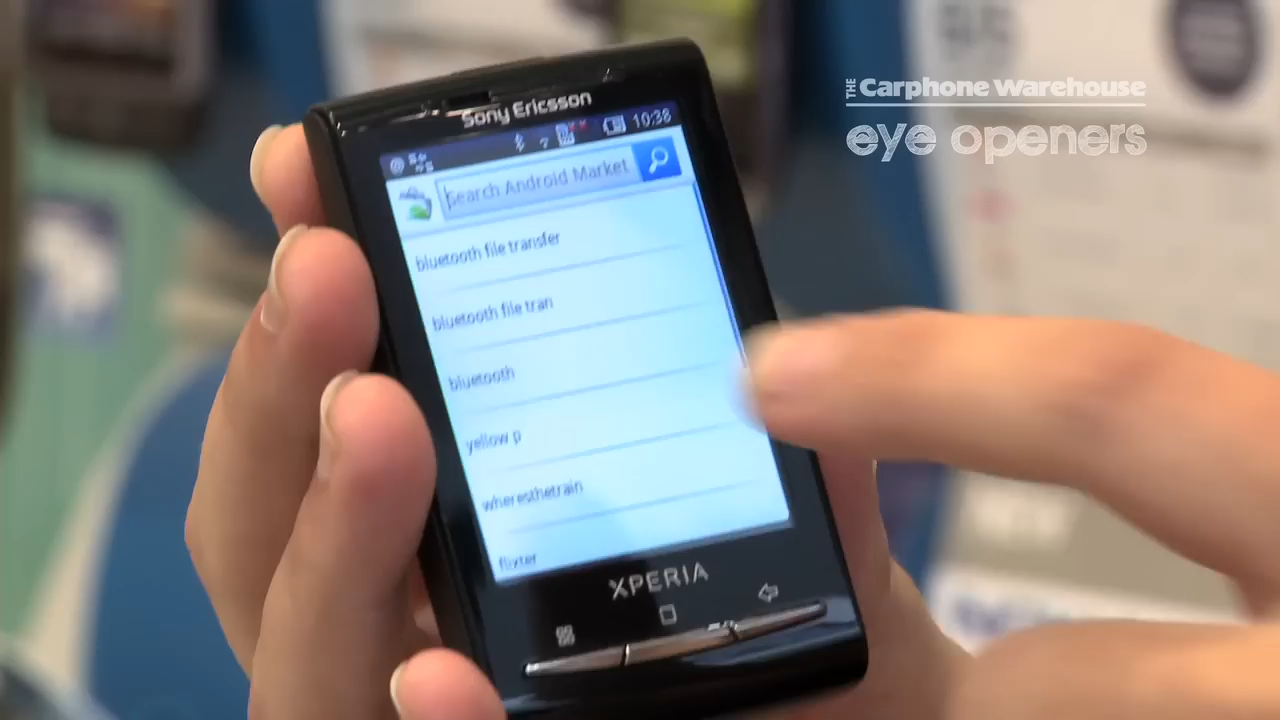 THE Carphone Warehouse
eye openers
Sony Ericsson
10:38
Search Android Market
bluetooth file transfer
bluetooth file tran
bluetooth
yellow p
wheresthetrain
flixter
XPERIA